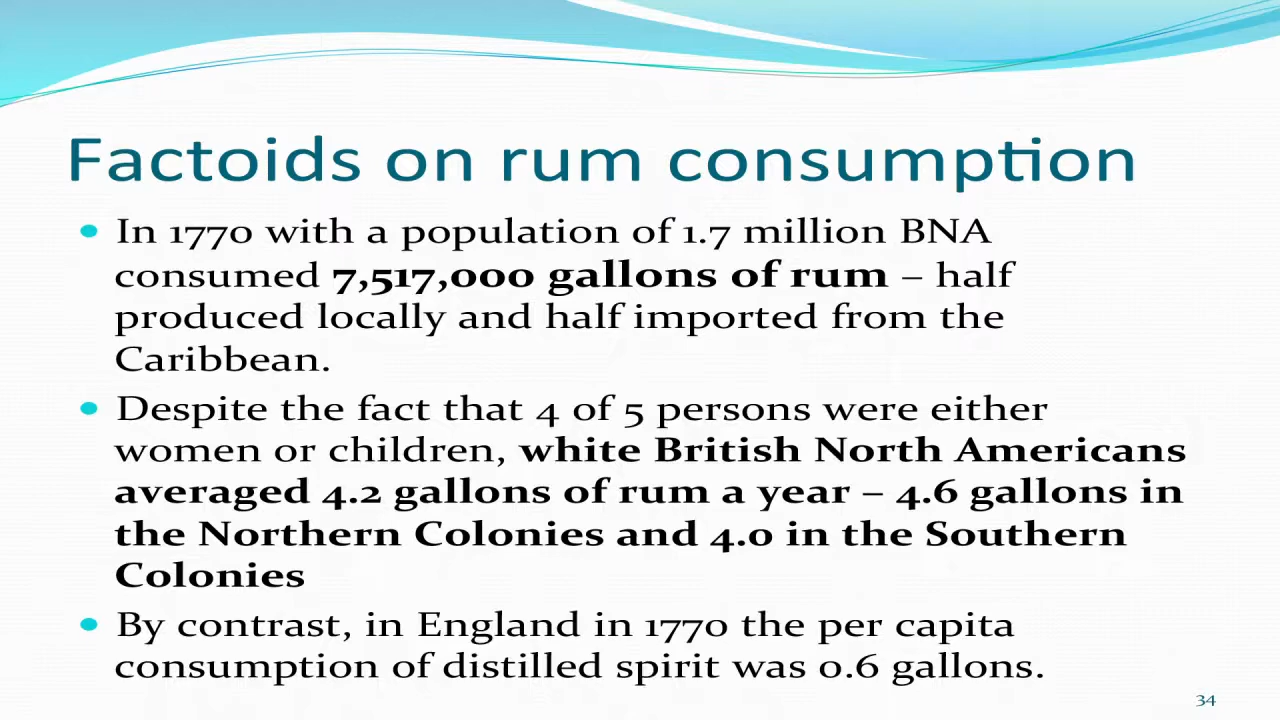 Factoids on rum consumption
• In 1770 with a population of 1.7 million BNA
consumed 7,517,000 gallons of rum – half
produced locally and half imported from the
Caribbean.
• Despite the fact that 4 of 5 persons were either
women or children, white British North Americans
averaged 4.2 gallons of rum a year – 4.6 gallons in
the Northern Colonies and 4.0 in the Southern
Colonies
• By contrast, in England in 1770 the per capita
consumption of distilled spirit was 0.6 gallons.
34